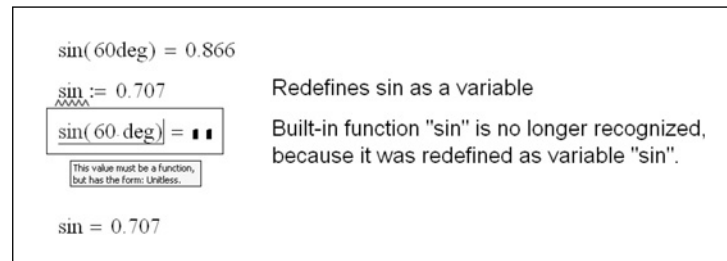 sin(60deg) = 0.866
sin := 0.707
Redefines sin as a variable
sin(60·deg) =
Built-in function "sin" is no longer recognized,
because it was redefined as variable "sin".
This value must be a function,
but has the form: Unitless.
sin = 0.707